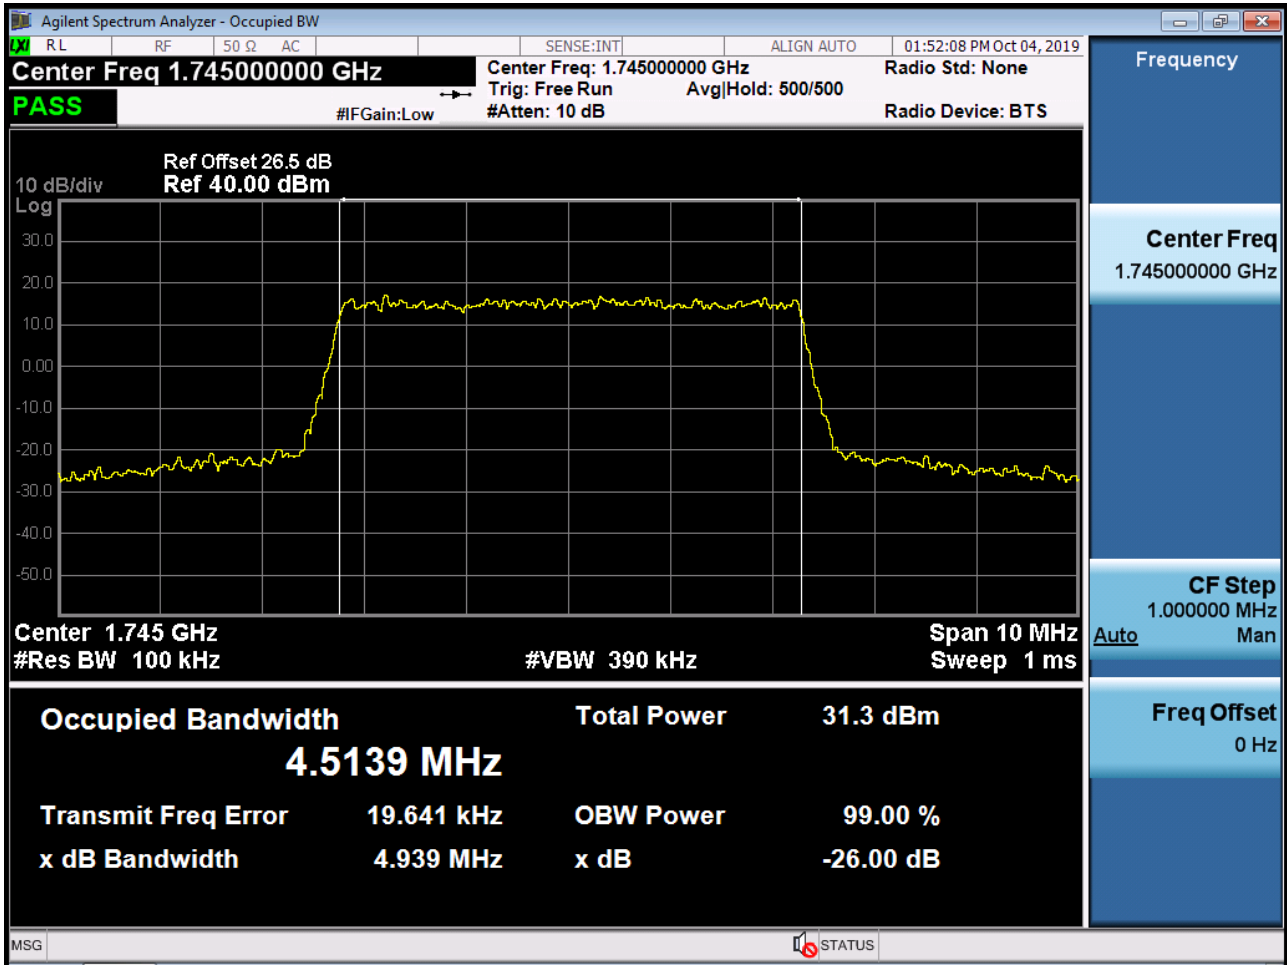 Agilent Spectrum Analyzer - Occupied BW
LXI RL RF 50 Ω AC SENSE:INT ALIGN AUTO 01:52:08 PM Oct 04, 2019
Center Freq 1.745000000 GHz
PASS
#IFGain:Low
Center Freq: 1.745000000 GHz
Trig: Free Run Avg|Hold: 500/500
#Atten: 10 dB
Radio Std: None
Radio Device: BTS
Ref Offset 26.5 dB
10 dB/div Ref 40.00 dBm
Log
30.0
20.0
10.0
0.00
-10.0
-20.0
-30.0
-40.0
-50.0
Center 1.745 GHz Span 10 MHz
#Res BW 100 kHz #VBW 390 kHz Sweep 1 ms
Occupied Bandwidth Total Power 31.3 dBm
4.5139 MHz
Transmit Freq Error 19.641 kHz OBW Power 99.00 %
x dB Bandwidth 4.939 MHz x dB -26.00 dB
MSG STATUS
Frequency
Center Freq
1.745000000 GHz
CF Step
1.000000 MHz
Auto Man
Freq Offset
0 Hz